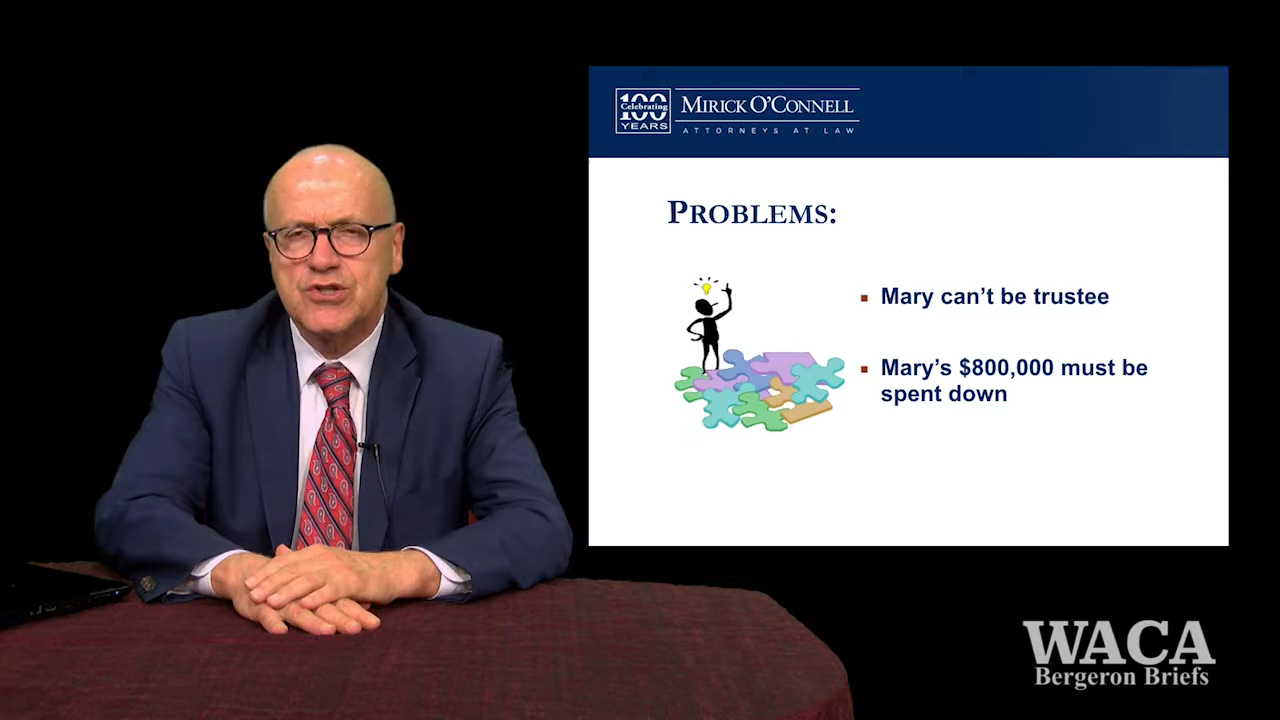 100
Celebrating
YEARS
MIRICK O'CONNELL
ATTORNEYS AT LAW
PROBLEMS:
Mary can't be trustee
Mary's $800,000 must be
spent down
WACA
Bergeron Briefs